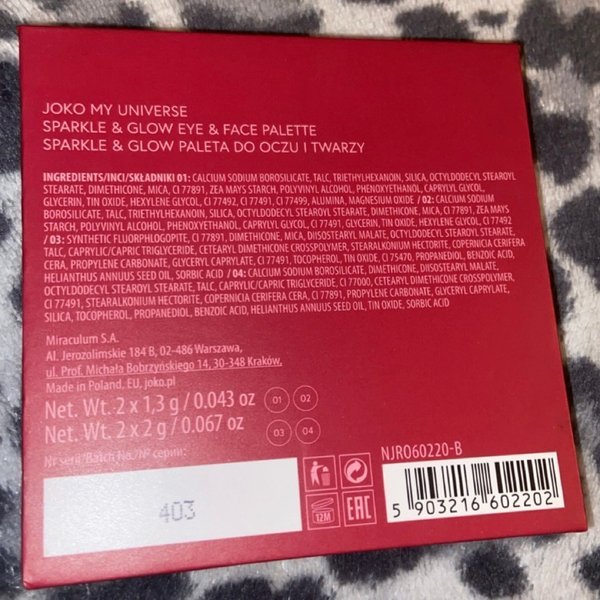 JOKO MY UNIVERSE
SPARKLE & GLOW EYE & FACE PALETTE
SPARKLE & GLOW PALETA DO OCZU I TWARZY
INGREDIENTS/INCI/SKŁADNIKI 01: CALCIUM SODIUM BOROSILICATE, TALC, TRIETHYLHEXANOIN, SILICA, OCTYLDODECYL STEAROYL
STEARATE, DIMETHICONE, MICA, CI 77891, ZEA MAYS STARCH, POLYVINYL ALCOHOL, PHENOXYETHANOL, CAPRYLYL GLYCOL,
GLYCERIN, TIN OXIDE, HEXYLENE GLYCOL, CI 77492, CI 77491, CI 77499, ALUMINA, MAGNESIUM OXIDE / 02: CALCIUM SODIUM
BOROSILICATE, TALC, TRIETHYLHEXANOIN, SILICA, OCTYLDODECYL STEAROYL STEARATE, DIMETHICONE, MICA, CI 77891, ZEA MAYS
STARCH, POLYVINYL ALCOHOL, PHENOXYETHANOL, CAPRYLYL GLYCOL, CI 77491, GLYCERIN, TIN OXIDE, HEXYLENE GLYCOL, CI 77492
/ 03: SYNTHETIC FLUORPHLOGOPITE, CI 77891, DIMETHICONE, MICA, DIISOSTEARYL MALATE, OCTYLDODECYL STEAROYL STEARATE,
TALC, CAPRYLIC/CAPRIC TRIGLYCERIDE, CETEARYL DIMETHICONE CROSSPOLYMER, STEARALKONIUM HECTORITE, COPERNICIA CERIFERA
CERA, PROPYLENE CARBONATE, GLYCERYL CAPRYLATE, CI 77491, TOCOPHEROL, TIN OXIDE, CI 75470, PROPANEDIOL, BENZOIC ACID,
HELIANTHUS ANNUUS SEED OIL, SORBIC ACID / 04: CALCIUM SODIUM BOROSILICATE, DIMETHICONE, DIISOSTEARYL MALATE,
OCTYLDODECYL STEAROYL STEARATE, TALC, CAPRYLIC/CAPRIC TRIGLYCERIDE, CI 77000, CETEARYL DIMETHICONE CROSSPOLYMER,
CI 77491, STEARALKONIUM HECTORITE, COPERNICIA CERIFERA CERA, CI 77891, PROPYLENE CARBONATE, GLYCERYL CAPRYLATE,
SILICA, TOCOPHEROL, PROPANEDIOL, BENZOIC ACID, HELIANTHUS ANNUUS SEED OIL, TIN OXIDE, SORBIC ACID
Miraculum S.A.
Al. Jerozolimskie 184 B, 02-486 Warszawa,
ul. Prof. Michała Bobrzyńskiego 14, 30-348 Kraków.
Made in Poland, EU, joko.pl
Net. Wt. 2 x 1,3 g / 0.043 oz 01 02
Net. Wt. 2 x 2 g / 0.067 oz 03 04
Nr serii/Batch No./№ серии:
403
12M
EAC
NJRO60220-B
5 903216 602202